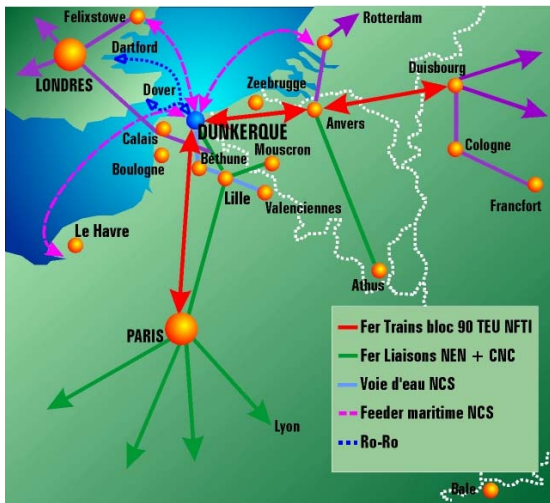 Felixstowe
Rotterdam
Dartford
Duisbourg
LONDRES
Dover
Zeebrugge
DUNKERQUE
Anvers
Calais
Mouscron
Cologne
Boulogne
Béthune
Lille
Valenciennes
Francfort
Le Havre
Athus
PARIS
Fer Trains bloc 90 TEU NFTI
Fer Liaisons NEN + CNC
Voie d'eau NCS
Feeder maritime NCS
Ro-Ro
Lyon
Bale